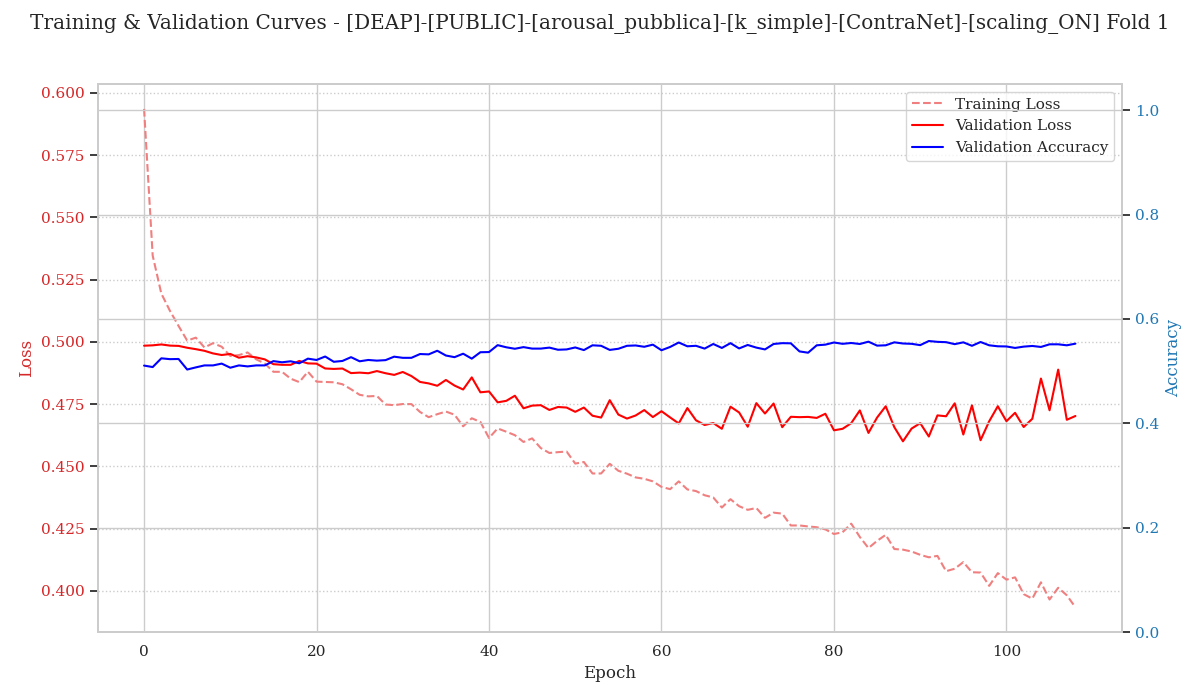 Training & Validation Curves - [DEAP]-[PUBLIC]-[arousal_pubblica]-[k_simple]-[ContraNet]-[scaling_ON] Fold 1
Training Loss
Validation Loss
Validation Accuracy
0.600
0.575
0.550
0.525
0.500
0.475
0.450
0.425
0.400
Loss
1.0
0.8
0.6
0.4
0.2
0.0
Accuracy
0 20 40 60 80 100
Epoch